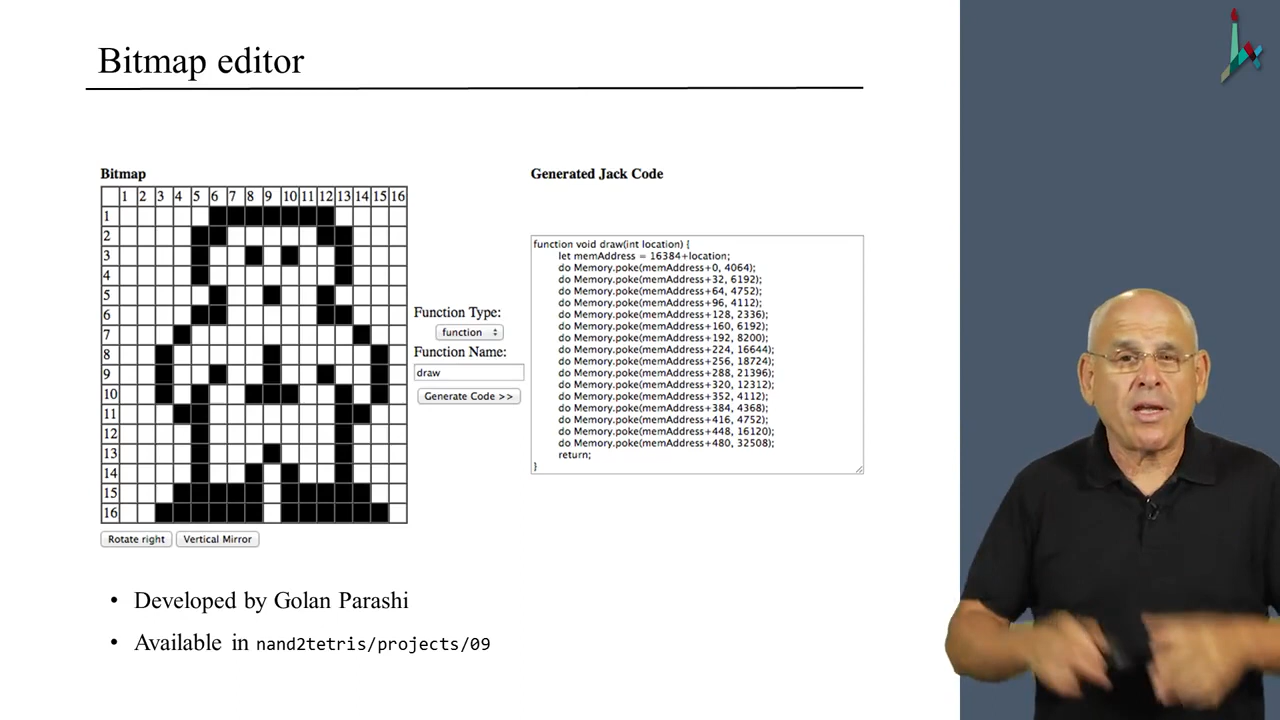 Bitmap editor
Bitmap
1 2 3 4 5 6 7 8 9 10 11 12 13 14 15 16
1
2
3
4
5
6
7
8
9
10
11
12
13
14
15
16
Rotate right
Vertical Mirror
Function Type:
function
Function Name:
draw
Generate Code >>
Generated Jack Code
function void draw(int location) {
let memAddress = 16384+location;
do Memory.poke(memAddress+0, 4064);
do Memory.poke(memAddress+32, 6192);
do Memory.poke(memAddress+64, 4752);
do Memory.poke(memAddress+96, 4112);
do Memory.poke(memAddress+128, 2336);
do Memory.poke(memAddress+160, 6192);
do Memory.poke(memAddress+192, 8200);
do Memory.poke(memAddress+224, 16644);
do Memory.poke(memAddress+256, 18724);
do Memory.poke(memAddress+288, 21396);
do Memory.poke(memAddress+320, 12312);
do Memory.poke(memAddress+352, 4112);
do Memory.poke(memAddress+384, 4368);
do Memory.poke(memAddress+416, 4752);
do Memory.poke(memAddress+448, 16120);
do Memory.poke(memAddress+480, 32508);
return;
}
• Developed by Golan Parashi
• Available in nand2tetris/projects/09